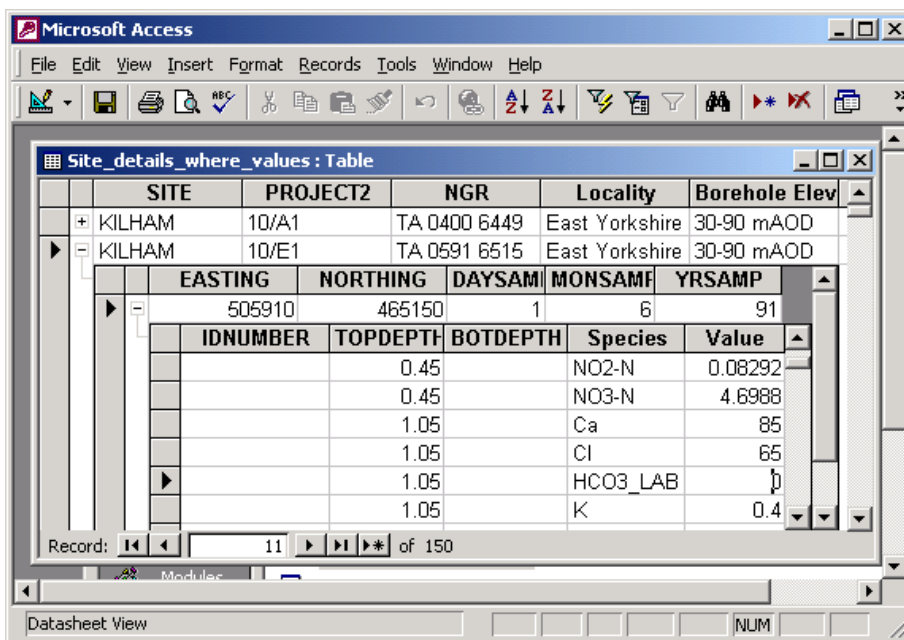 Microsoft Access
File Edit View Insert Format Records Tools Window Help
ABC
Site_details_where_values : Table
SITE PROJECT2 NGR Locality Borehole Elev
KILHAM 10/A1 TA 0400 6449 East Yorkshire 30-90 mAOD
KILHAM 10/E1 TA 0591 6515 East Yorkshire 30-90 mAOD
EASTING NORTHING DAYSAM MONSAMP YRSAMP
505910 465150 1 6 91
IDNUMBER TOPDEPTH BOTDEPTH Species Value
0.45 NO2-N 0.08292
0.45 NO3-N 4.6988
1.05 Ca 85
1.05 Cl 65
1.05 HCO3_LAB 0
1.05 K 0.4
Record: 11 of 150
Modules
Datasheet View NUM